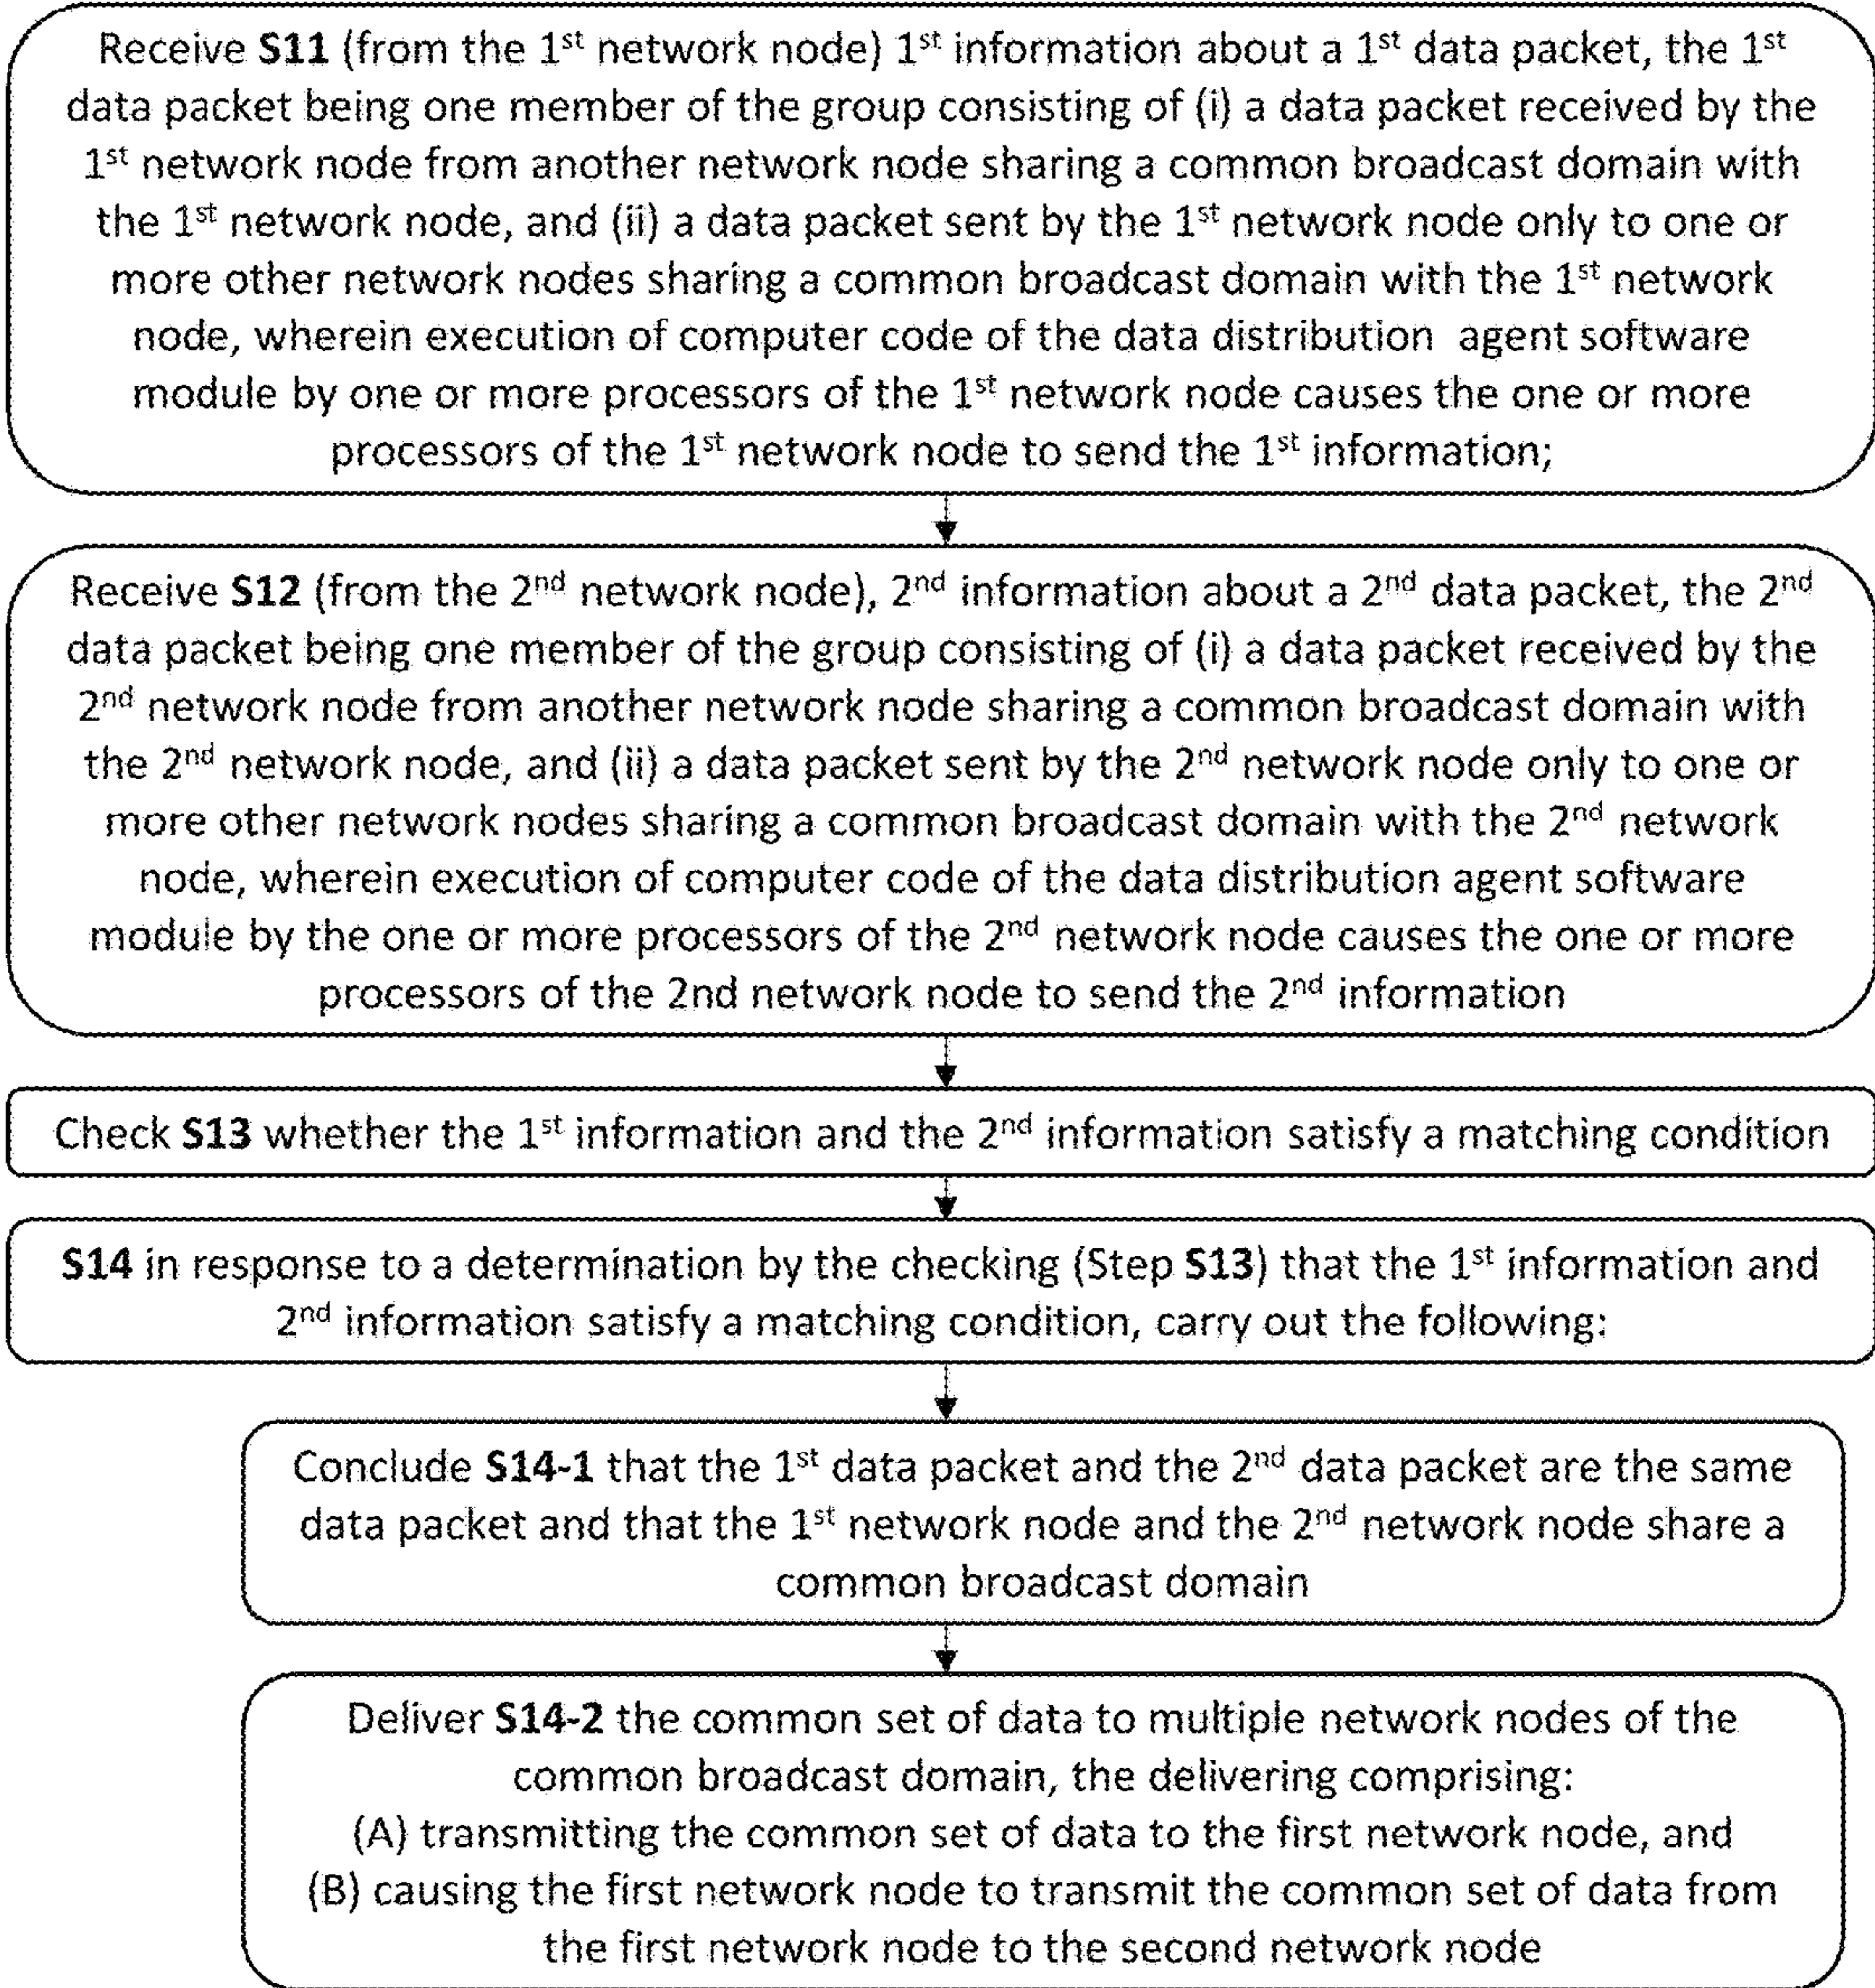 Receive S11 (from the 1st network node) 1st information about a 1st data packet, the 1st
data packet being one member of the group consisting of (i) a data packet received by the
1st network node from another network node sharing a common broadcast domain with
the 1st network node, and (ii) a data packet sent by the 1st network node only to one or
more other network nodes sharing a common broadcast domain with the 1st network
node, wherein execution of computer code of the data distribution agent software
module by one or more processors of the 1st network node causes the one or more
processors of the 1st network node to send the 1st information;
Receive S12 (from the 2nd network node), 2nd information about a 2nd data packet, the 2nd
data packet being one member of the group consisting of (i) a data packet received by the
2nd network node from another network node sharing a common broadcast domain with
the 2nd network node, and (ii) a data packet sent by the 2nd network node only to one or
more other network nodes sharing a common broadcast domain with the 2nd network
node, wherein execution of computer code of the data distribution agent software
module by the one or more processors of the 2nd network node causes the one or more
processors of the 2nd network node to send the 2nd information
Check S13 whether the 1st information and the 2nd information satisfy a matching condition
S14 in response to a determination by the checking (Step S13) that the 1st information and
2nd information satisfy a matching condition, carry out the following:
Conclude S14-1 that the 1st data packet and the 2nd data packet are the same
data packet and that the 1st network node and the 2nd network node share a
common broadcast domain
Deliver S14-2 the common set of data to multiple network nodes of the
common broadcast domain, the delivering comprising:
(A) transmitting the common set of data to the first network node, and
(B) causing the first network node to transmit the common set of data from
the first network node to the second network node